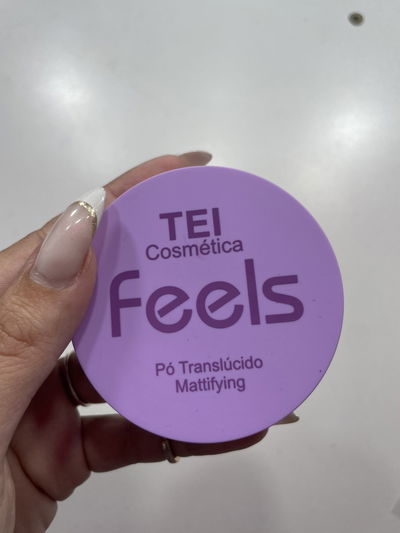 TEI
Cosmética
Feels
Pó Translúcido
Mattifying